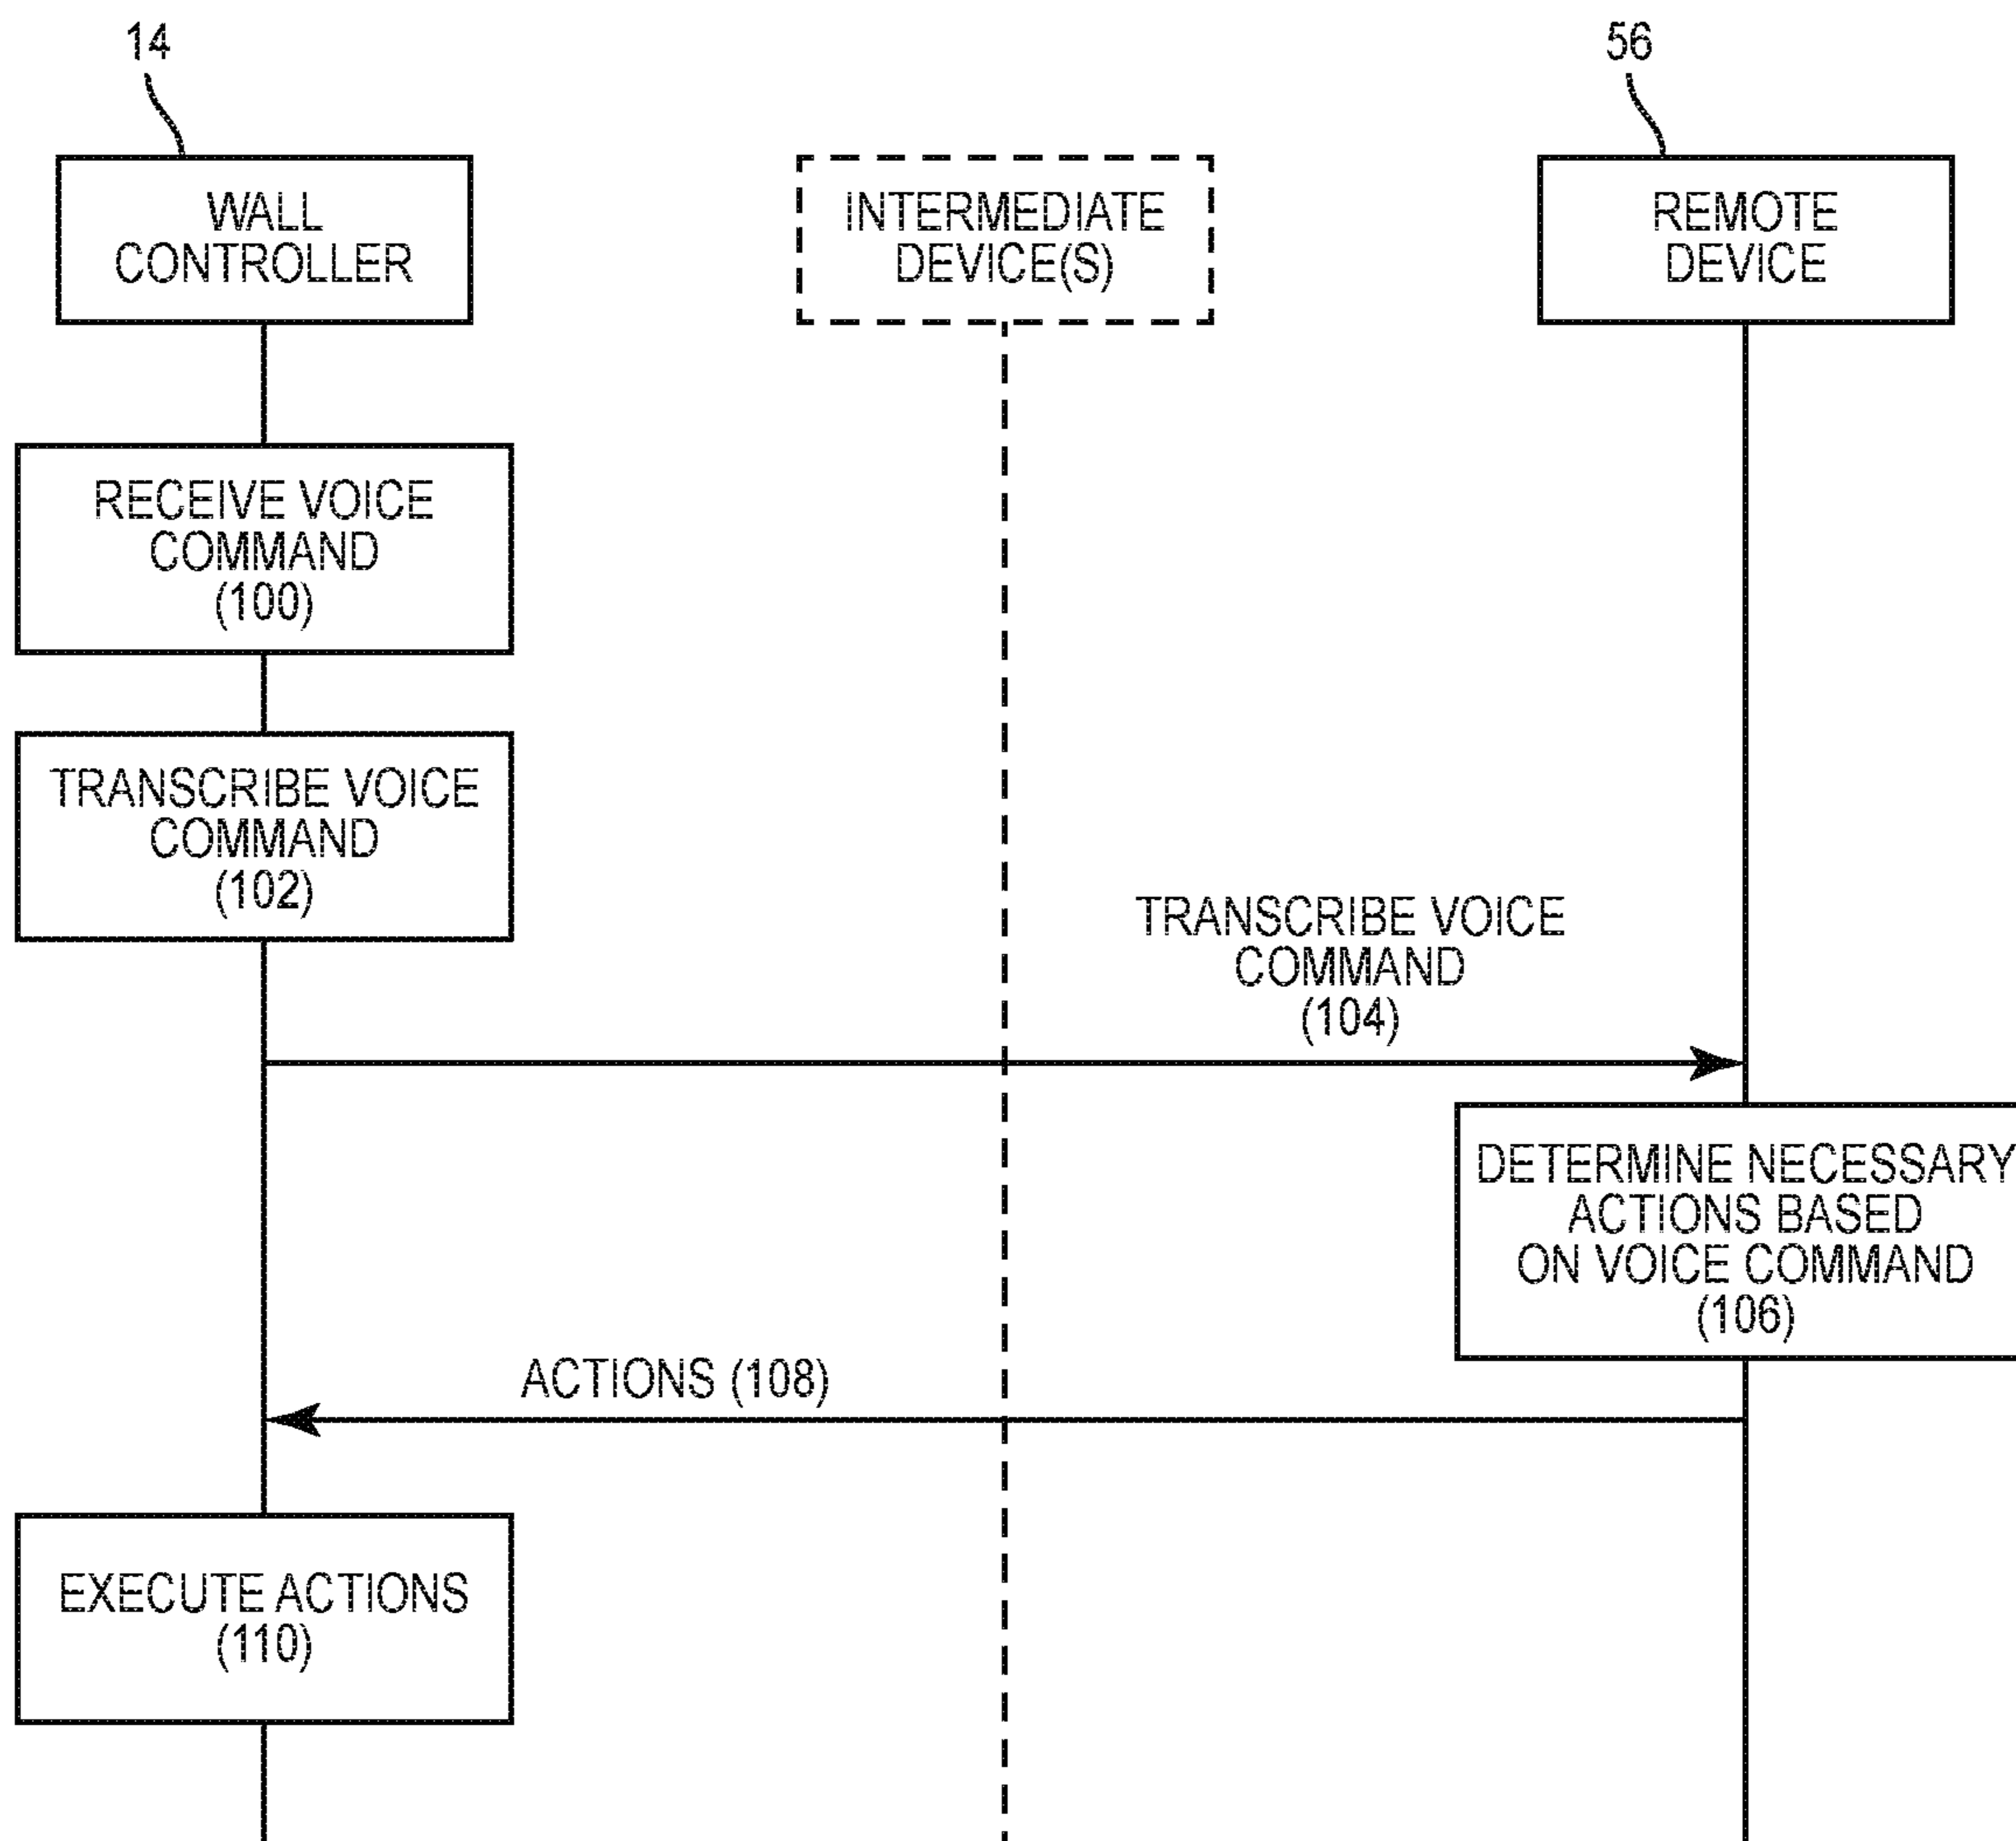 14
56
WALL
CONTROLLER
INTERMEDIATE
DEVICE(S)
REMOTE
DEVICE
RECEIVE VOICE
COMMAND
(100)
TRANSCRIBE VOICE
COMMAND
(102)
TRANSCRIBE VOICE
COMMAND
(104)
DETERMINE NECESSARY
ACTIONS BASED
ON VOICE COMMAND
(106)
ACTIONS (108)
EXECUTE ACTIONS
(110)